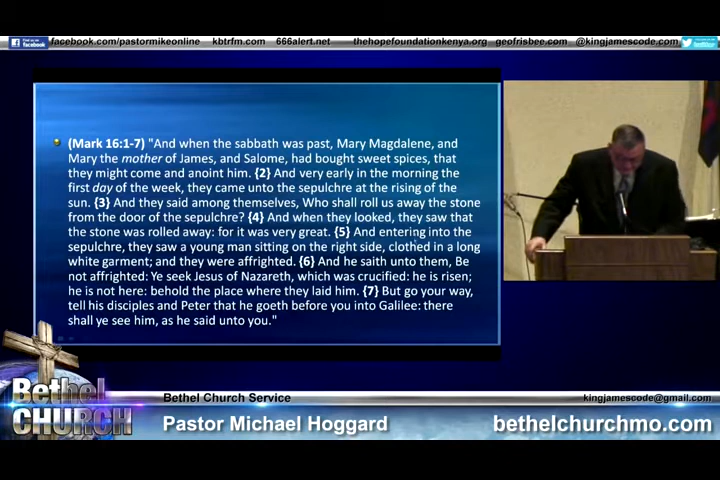 Find us on facebook
facebook.com/pastormikeonline kbtrfm.com 666alert.net thehopefoundationkenya.org geofrisbee.com @kingjamescode.com
(Mark 16:1-7) "And when the sabbath was past, Mary Magdalene, and
Mary the mother of James, and Salome, had bought sweet spices, that
they might come and anoint him. {2} And very early in the morning the
first day of the week, they came unto the sepulchre at the rising of the
sun. {3} And they said among themselves, Who shall roll us away the stone
from the door of the sepulchre? {4} And when they looked, they saw that
the stone was rolled away: for it was very great. {5} And entering into the
sepulchre, they saw a young man sitting on the right side, clothed in a long
white garment; and they were affrighted. {6} And he saith unto them, Be
not affrighted: Ye seek Jesus of Nazareth, which was crucified: he is risen;
he is not here: behold the place where they laid him. {7} But go your way,
tell his disciples and Peter that he goeth before you into Galilee: there
shall ye see him, as he said unto you."
Bethel
CHURCH
Bethel Church Service kingjamescode@gmail.com
Pastor Michael Hoggard bethelchurchmo.com